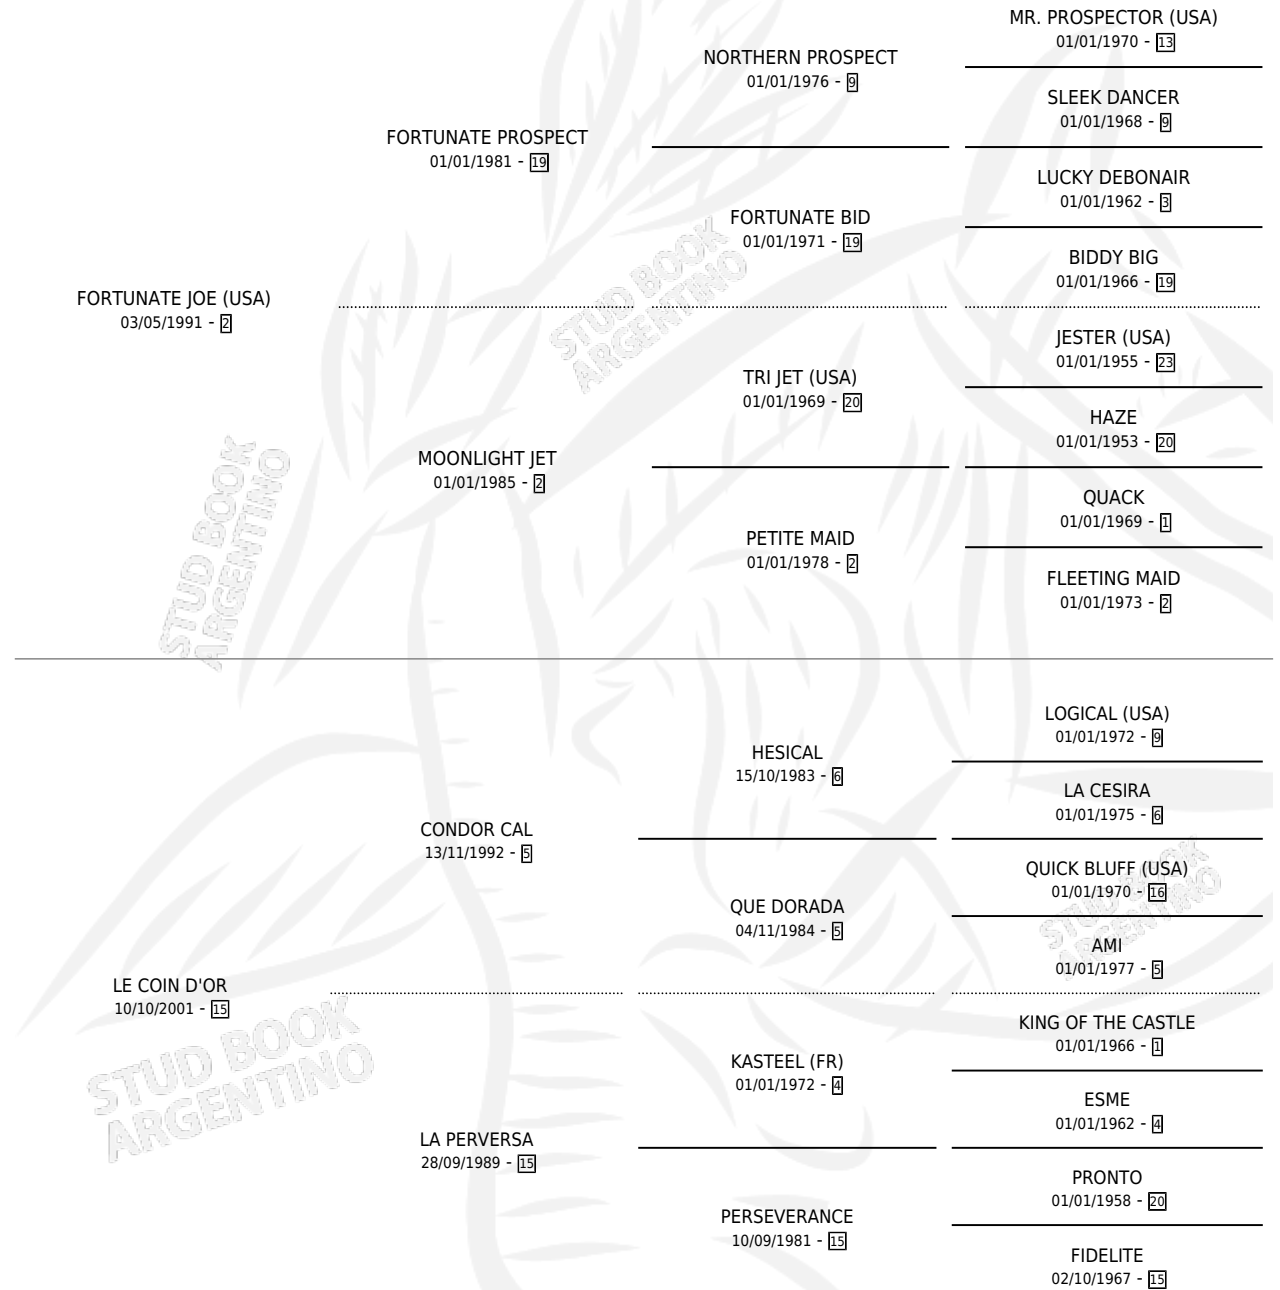 MR. PROSPECTOR (USA)
01/01/1970 - 13
NORTHERN PROSPECT
01/01/1976 - 9
SLEEK DANCER
01/01/1968 - 9
FORTUNATE PROSPECT
01/01/1981 - 19
LUCKY DEBONAIR
01/01/1962 - 3
FORTUNATE BID
01/01/1971 - 19
BIDDY BIG
01/01/1966 - 19
FORTUNATE JOE (USA)
03/05/1991 - 2
STUD BOOK
ARGENTINO
JESTER (USA)
01/01/1955 - 23
TRI JET (USA)
01/01/1969 - 20
HAZE
01/01/1953 - 20
MOONLIGHT JET
01/01/1985 - 2
QUACK
01/01/1969 - 1
PETITE MAID
01/01/1978 - 2
FLEETING MAID
01/01/1973 - 2
STUD BOOK
ARGENTINO
LOGICAL (USA)
01/01/1972 - 9
HESICAL
15/10/1983 - 6
LA CESIRA
01/01/1975 - 6
CONDOR CAL
13/11/1992 - 5
QUICK BLUFF (USA)
01/01/1970 - 16
QUE DORADA
04/11/1984 - 5
AMI
01/01/1977 - 5
STUD BOOK
ARGENTINO
LE COIN D'OR
10/10/2001 - 15
STUD BOOK
ARGENTINO
KING OF THE CASTLE
01/01/1966 - 1
KASTEEL (FR)
01/01/1972 - 4
ESME
01/01/1962 - 4
LA PERVERSA
28/09/1989 - 15
PRONTO
01/01/1958 - 20
PERSEVERANCE
10/09/1981 - 15
FIDELITE
02/10/1967 - 15